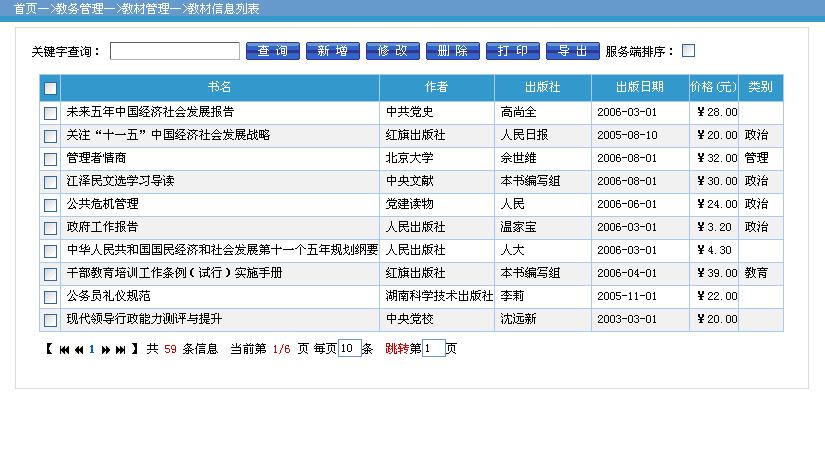 首页—>教务管理—>教材管理—>教材信息列表
关键字查询： 查 询 新 增 修 改 删 除 打 印 导 出 服务端排序：
书名 作者 出版社 出版日期 价格(元) 类别
未来五年中国经济社会发展报告 中共党史 高尚全 2006-03-01 ￥28.00
关注“十一五”中国经济社会发展战略 红旗出版社 人民日报 2005-08-10 ￥20.00 政治
管理者情商 北京大学 余世维 2006-08-01 ￥32.00 管理
江泽民文选学习导读 中央文献 本书编写组 2006-08-01 ￥30.00 政治
公共危机管理 党建读物 人民 2006-06-01 ￥24.00 政治
政府工作报告 人民出版社 温家宝 2006-03-01 ￥3.20 政治
中华人民共和国国民经济和社会发展第十一个五年规划纲要 人民出版社 人大 2006-03-01 ￥4.30
干部教育培训工作条例（试行）实施手册 红旗出版社 本书编写组 2006-04-01 ￥39.00 教育
公务员礼仪规范 湖南科学技术出版社 李莉 2005-11-01 ￥22.00
现代领导行政能力测评与提升 中央党校 沈远新 2003-03-01 ￥20.00
【 1 】 共 59 条信息 当前第 1/6 页 每页10条 跳转第1页